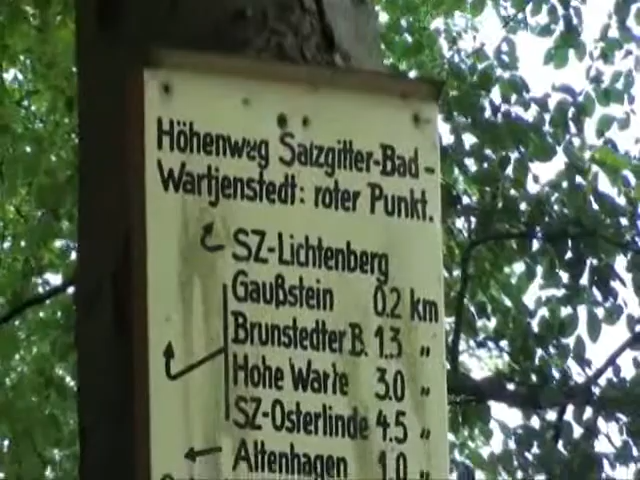 Höhenweg Salzgitter-Bad-
Wartjenstedt: roter Punkt.
SZ-Lichtenberg
Gaußstein 0.2 km
Brunstedter B. 1.3 "
Hohe Warte 3.0 "
SZ-Osterlinde 4.5 "
Altenhagen 1.0 "